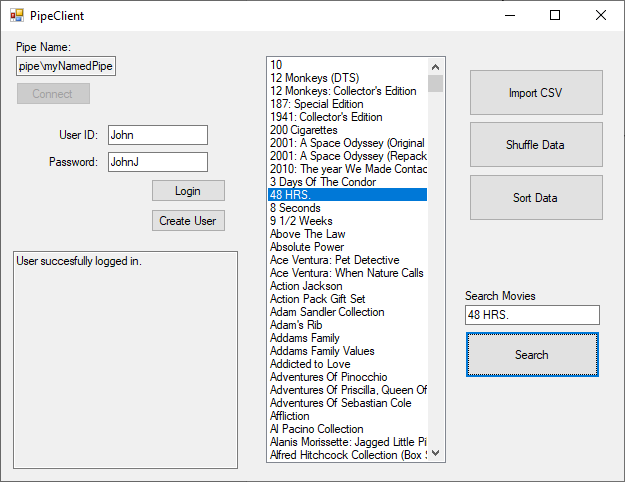 PipeClient
Pipe Name:
.pipe\myNamedPipe
Connect
User ID:
John
Password:
JohnJ
Login
Create User
User succesfully logged in.
10
12 Monkeys (DTS)
12 Monkeys: Collector's Edition
187: Special Edition
1941: Collector's Edition
200 Cigarettes
2001: A Space Odyssey (Original
2001: A Space Odyssey (Repack
2010: The year We Made Contac
3 Days Of The Condor
48 HRS.
8 Seconds
9 1/2 Weeks
Above The Law
Absolute Power
Ace Ventura: Pet Detective
Ace Ventura: When Nature Calls
Action Jackson
Action Pack Gift Set
Adam Sandler Collection
Adam's Rib
Addams Family
Addams Family Values
Addicted to Love
Adventures Of Pinocchio
Adventures Of Priscilla, Queen Of
Adventures Of Sebastian Cole
Affliction
Al Pacino Collection
Alanis Morissette: Jagged Little Pi
Alfred Hitchcock Collection (Box S
Import CSV
Shuffle Data
Sort Data
Search Movies
48 HRS.
Search